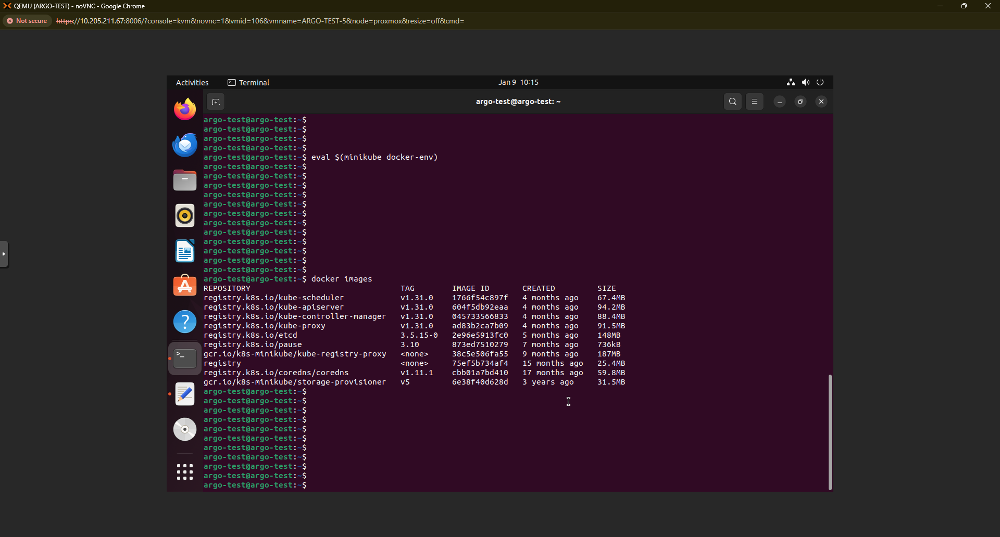 QEMU (ARGO-TEST) - noVNC - Google Chrome
Not secure https://10.205.211.67:8006/?console=kvm&novnc=1&vmid=106&vmname=ARGO-TEST-5&node=proxmox&resize=off&cmd=
Activities Terminal Jan 9 10:15
argo-test@argo-test: ~
argo-test@argo-test:~$
argo-test@argo-test:~$
argo-test@argo-test:~$
argo-test@argo-test:~$
argo-test@argo-test:~$ eval $(minikube docker-env)
argo-test@argo-test:~$
argo-test@argo-test:~$
argo-test@argo-test:~$
argo-test@argo-test:~$
argo-test@argo-test:~$
argo-test@argo-test:~$
argo-test@argo-test:~$
argo-test@argo-test:~$
argo-test@argo-test:~$
argo-test@argo-test:~$
argo-test@argo-test:~$
argo-test@argo-test:~$
argo-test@argo-test:~$ docker images
REPOSITORY TAG IMAGE ID CREATED SIZE
registry.k8s.io/kube-scheduler v1.31.0 1766f54c897f 4 months ago 67.4MB
registry.k8s.io/kube-apiserver v1.31.0 604f5db92eaa 4 months ago 94.2MB
registry.k8s.io/kube-controller-manager v1.31.0 045733566833 4 months ago 88.4MB
registry.k8s.io/kube-proxy v1.31.0 ad83b2ca7b09 4 months ago 91.5MB
registry.k8s.io/etcd 3.5.15-0 2e96e5913fc0 5 months ago 148MB
registry.k8s.io/pause 3.10 873ed7510279 7 months ago 736kB
gcr.io/k8s-minikube/kube-registry-proxy <none> 38c5e506fa55 9 months ago 187MB
registry <none> 75ef5b734af4 15 months ago 25.4MB
registry.k8s.io/coredns/coredns v1.11.1 cbb01a7bd410 17 months ago 59.8MB
gcr.io/k8s-minikube/storage-provisioner v5 6e38f40d628d 3 years ago 31.5MB
argo-test@argo-test:~$
argo-test@argo-test:~$
argo-test@argo-test:~$
argo-test@argo-test:~$
argo-test@argo-test:~$
argo-test@argo-test:~$
argo-test@argo-test:~$
argo-test@argo-test:~$
argo-test@argo-test:~$
argo-test@argo-test:~$
argo-test@argo-test:~$